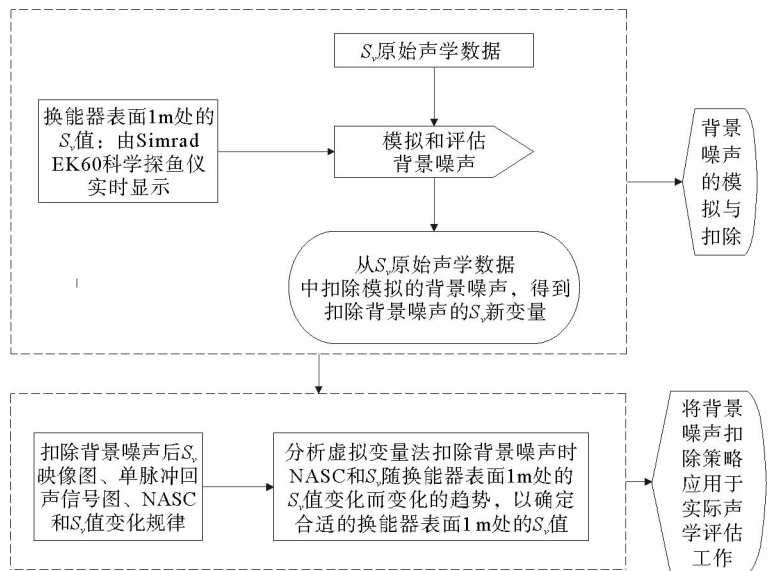 Sv原始声学数据
换能器表面1m处的
Sv值：由Simrad
EK60科学探鱼仪
实时显示
模拟和评估
背景噪声
背景
噪声
的模
拟与
扣除
从Sv原始声学数据
中扣除模拟的背景噪声，得到
扣除背景噪声的Sv新变量
扣除背景噪声后Sv
映像图、单脉冲回
声信号图、NASC
和Sv值变化规律
分析虚拟变量法扣除背景噪声时
NASC和Sv随换能器表面1m处的
Sv值变化而变化的趋势，以确定
合适的换能器表面1m处的Sv值
将背景
噪声扣
除策略
应用于
实际声
学评估
工作